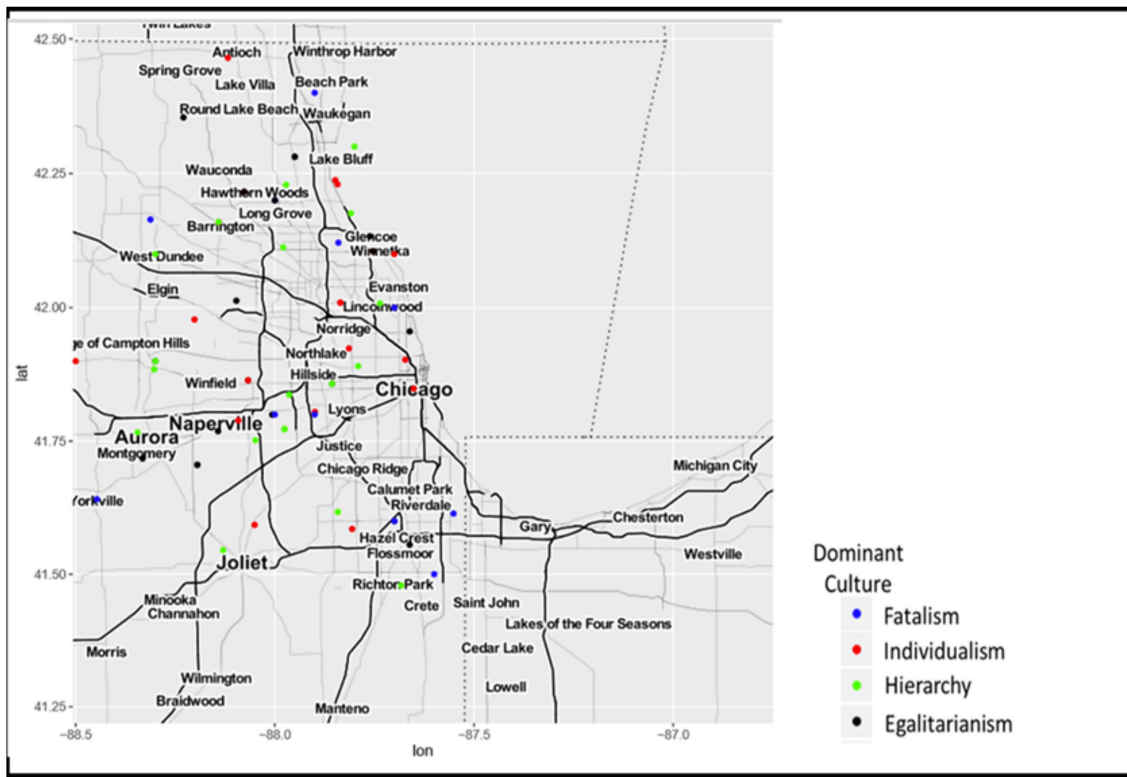 Twin Lakes
42.50
Antioch
Winthrop Harbor
Spring Grove
Lake Villa
Beach Park
Round Lake Beach
Waukegan
Lake Bluff
42.25
Wauconda
Hawthorn Woods
Long Grove
Barrington
Glencoe
Winnetka
West Dundee
Elgin
Evanston
42.00
Lincolnwood
Norridge
ge of Campton Hills
Northlake
Hillside
Winfield
Chicago
Lyons
Naperville
41.75
Aurora
Justice
Montgomery
Chicago Ridge
Michigan City
Calumet Park
Yorkville
Riverdale
Chesterton
Gary
Hazel Crest
Flossmoor
Westville
41.50
Joliet
Richton Park
Minooka
Crete
Saint John
Channahon
Lakes of the Four Seasons
Morris
Cedar Lake
Wilmington
Lowell
Braidwood
Manteno
41.25
−88.5
−88.0
−87.5
−87.0
lon
lat
Dominant
Culture
Fatalism
Individualism
Hierarchy
Egalitarianism